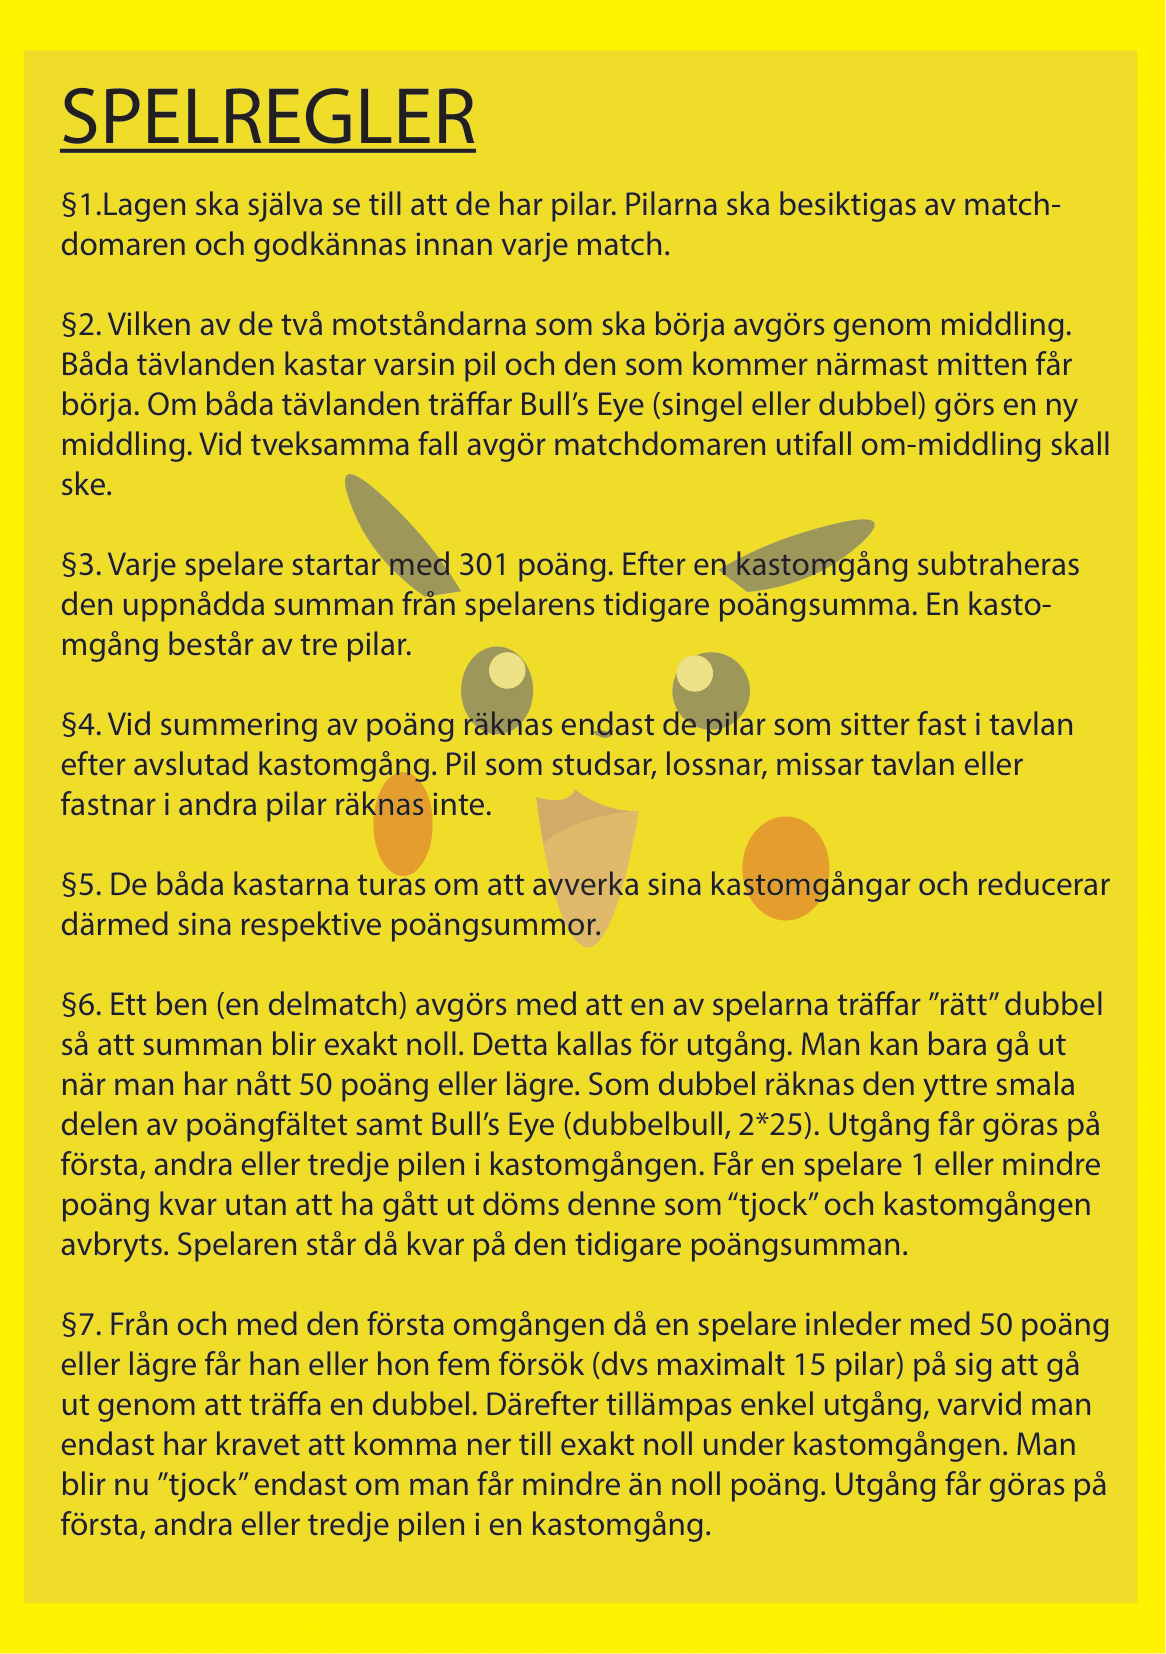 SPELREGLER
§1.Lagen ska själva se till att de har pilar. Pilarna ska besiktigas av match-
domaren och godkännas innan varje match.
§2. Vilken av de två motståndarna som ska börja avgörs genom middling.
Båda tävlanden kastar varsin pil och den som kommer närmast mitten får
börja. Om båda tävlanden träffar Bull’s Eye (singel eller dubbel) görs en ny
middling. Vid tveksamma fall avgör matchdomaren utifall om-middling skall
ske.
§3. Varje spelare startar med 301 poäng. Efter en kastomgång subtraheras
den uppnådda summan från spelarens tidigare poängsumma. En kasto-
mgång består av tre pilar.
§4. Vid summering av poäng räknas endast de pilar som sitter fast i tavlan
efter avslutad kastomgång. Pil som studsar, lossnar, missar tavlan eller
fastnar i andra pilar räknas inte.
§5. De båda kastarna turas om att avverka sina kastomgångar och reducerar
därmed sina respektive poängsummor.
§6. Ett ben (en delmatch) avgörs med att en av spelarna träffar ”rätt” dubbel
så att summan blir exakt noll. Detta kallas för utgång. Man kan bara gå ut
när man har nått 50 poäng eller lägre. Som dubbel räknas den yttre smala
delen av poängfältet samt Bull’s Eye (dubbelbull, 2*25). Utgång får göras på
första, andra eller tredje pilen i kastomgången. Får en spelare 1 eller mindre
poäng kvar utan att ha gått ut döms denne som “tjock” och kastomgången
avbryts. Spelaren står då kvar på den tidigare poängsumman.
§7. Från och med den första omgången då en spelare inleder med 50 poäng
eller lägre får han eller hon fem försök (dvs maximalt 15 pilar) på sig att gå
ut genom att träffa en dubbel. Därefter tillämpas enkel utgång, varvid man
endast har kravet att komma ner till exakt noll under kastomgången. Man
blir nu ”tjock” endast om man får mindre än noll poäng. Utgång får göras på
första, andra eller tredje pilen i en kastomgång.